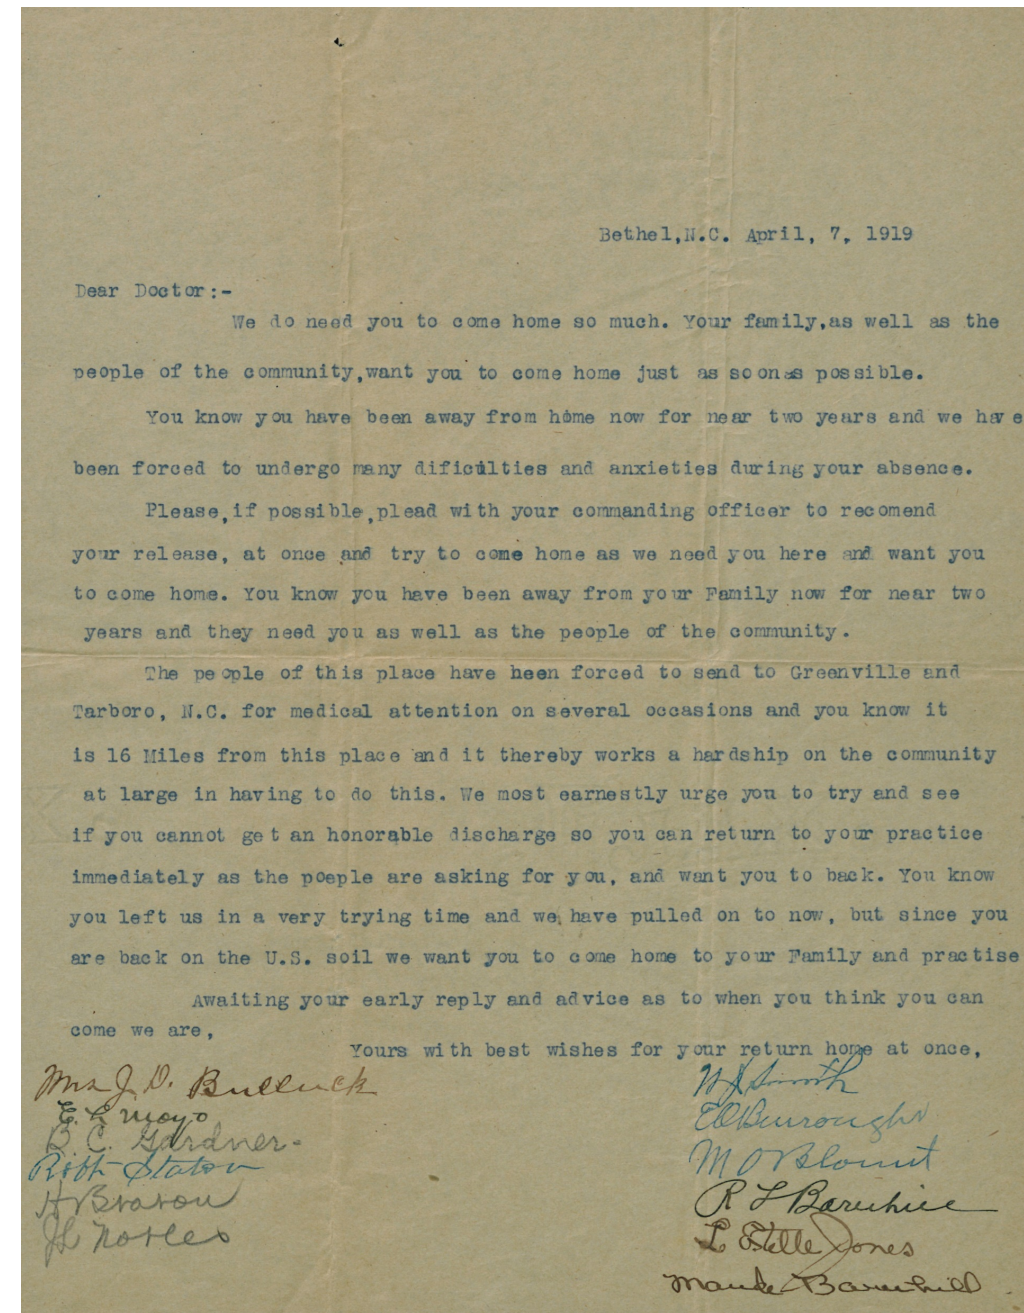 Bethel,N.C. April, 7, 1919
Dear Doctor:-
We do need you to come home so much. Your family,as well as the
people of the community,want you to come home just as soonas possible.
You know you have been away from home now for near two years and we have
been forced to undergo many dificulties and anxieties during your absence.
Please,if possible,plead with your commanding officer to recomend
your release, at once and try to come home as we need you here and want you
to come home. You know you have been away from your Family now for near two
years and they need you as well as the people of the community.
The people of this place have heen forced to send to Greenville and
Tarboro, N.C. for medical attention on several occasions and you know it
is 16 Miles from this place and it thereby works a hardship on the community
at large in having to do this. We most earnestly urge you to try and see
if you cannot get an honorable discharge so you can return to your practice
immediately as the poeple are asking for you, and want you to back. You know
you left us in a very trying time and we, have pulled on to now, but since you
are back on the U.S. soil we want you to come home to your Family and practise
Awaiting your early reply and advice as to when you think you can
come we are,
Yours with best wishes for your return home at once,
Mrs J. D. Bulluck
E. L Mayo
B. C. Gardner-
Staton
J L Nobles
Smith
Burroughs
M O Blount
R L Barnhill
L Estelle Jones
Maude Barnhill